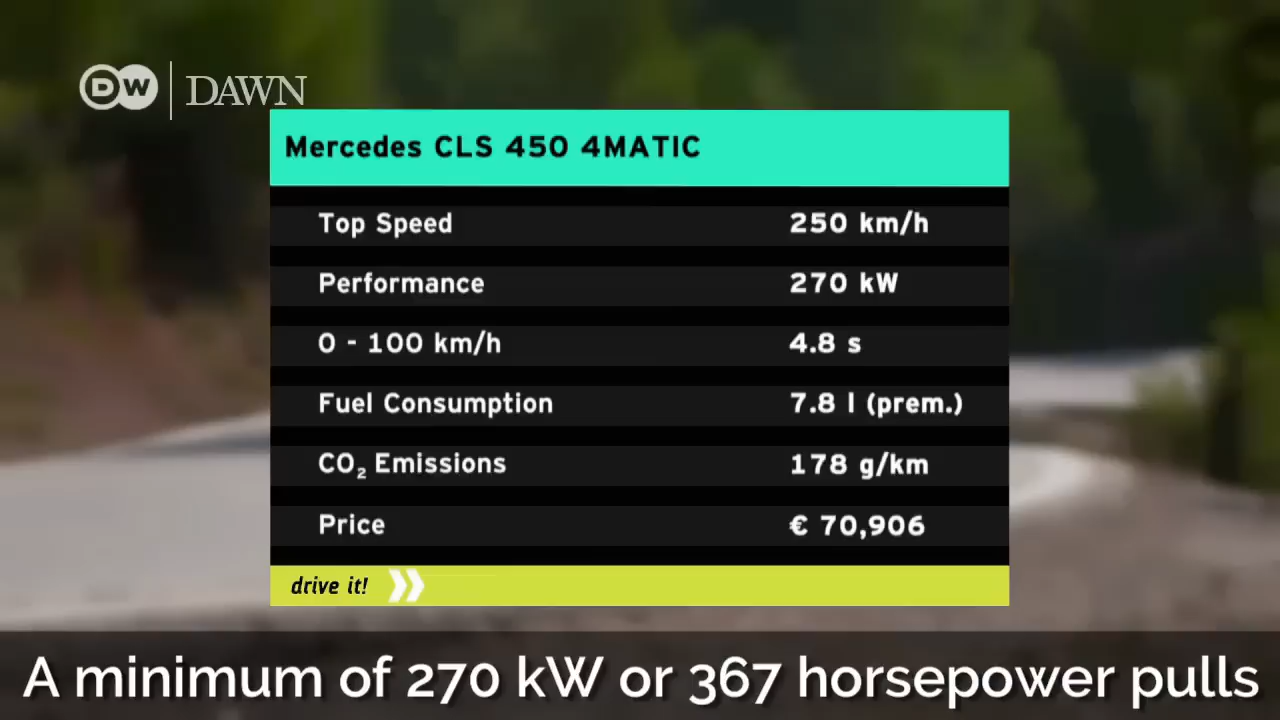 DW | DAWN
Mercedes CLS 450 4MATIC
Top Speed 250 km/h
Performance 270 kW
0 - 100 km/h 4.8 s
Fuel Consumption 7.8 l (prem.)
CO₂ Emissions 178 g/km
Price € 70,906
drive it!
A minimum of 270 kW or 367 horsepower pulls